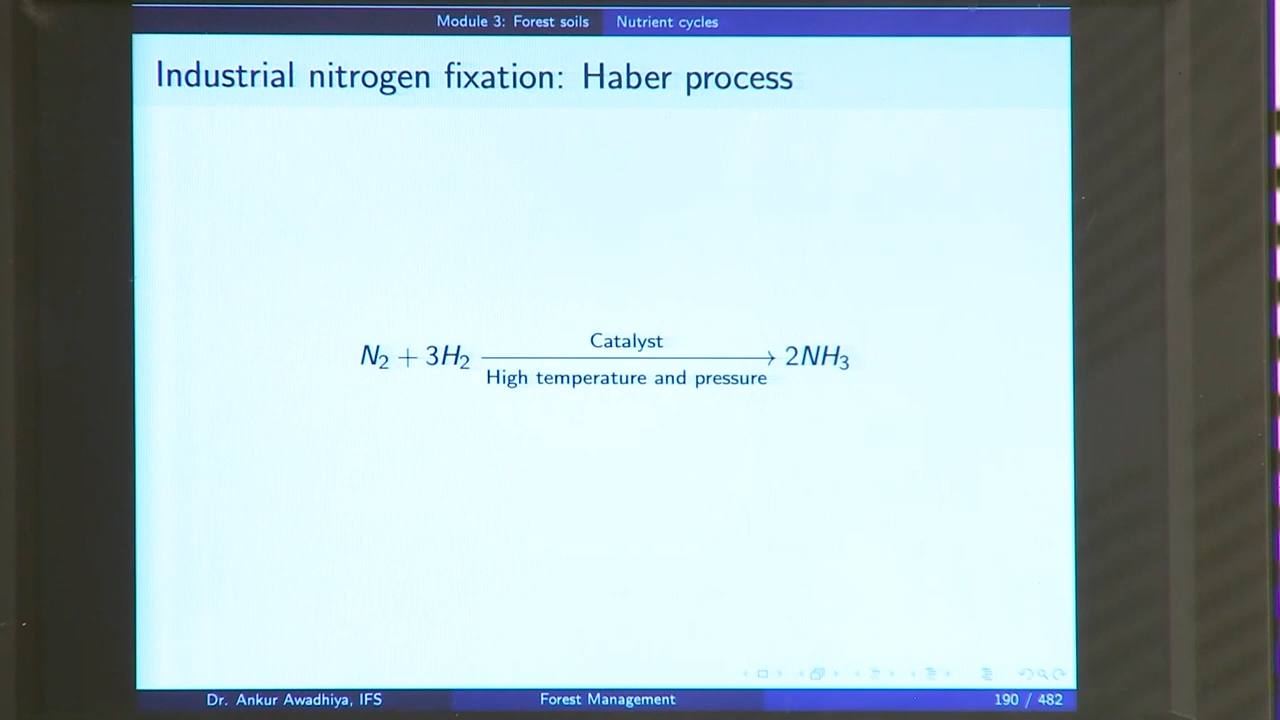 Module 3: Forest soils Nutrient cycles
Industrial nitrogen fixation: Haber process
Catalyst
N₂ + 3H₂ ⟶ 2NH₃
High temperature and pressure
Dr. Ankur Awadhiya, IFS Forest Management 190 / 482